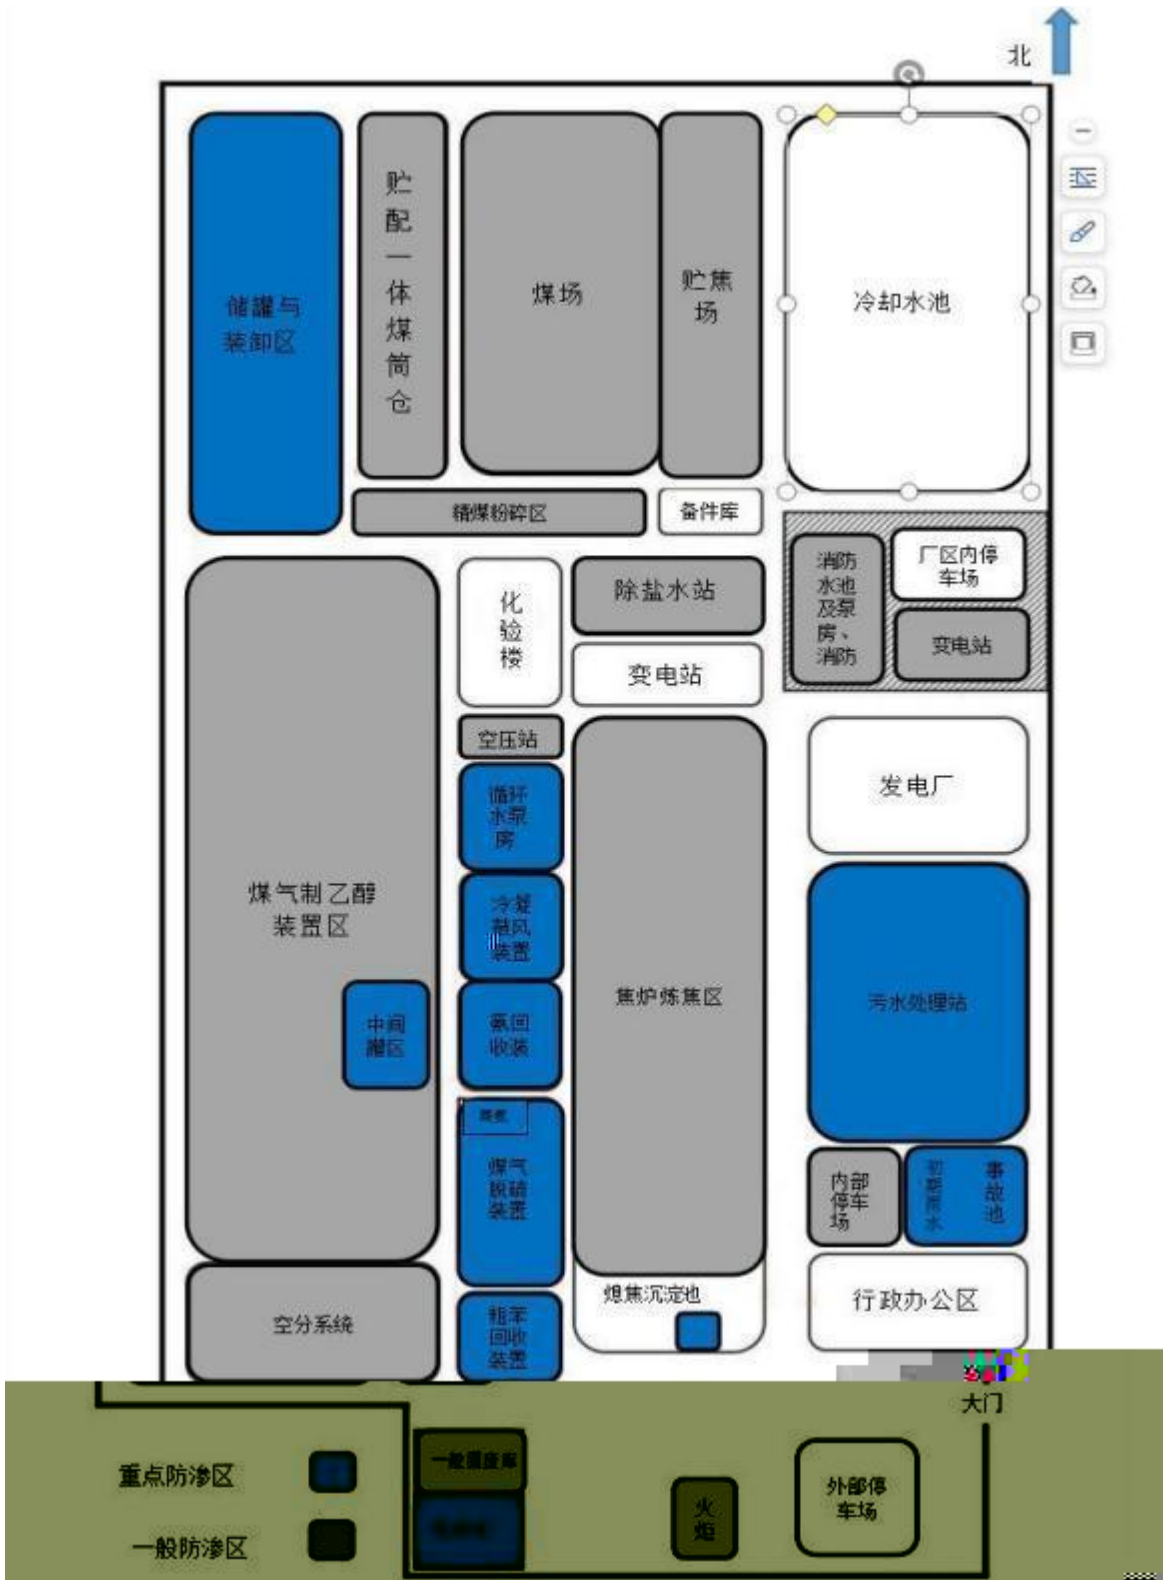 北
储罐与
装卸区
贮
配
一
体
煤
筒
仓
煤场
贮焦
场
冷却水池
精煤粉碎区
备件库
消防
水池
及泵
房、
消防
厂区内停
车场
变电站
化
验
楼
除盐水站
变电站
空压站
循环
水泵
房
发电厂
煤气制乙醇
装置区
冷凝
鼓风
装置
焦炉炼焦区
污水处理站
中间
罐区
氨回
收装
煤气
脱硫
装置
内部
停车
场
初期雨水
事故池
熄焦沉淀池
行政办公区
空分系统
粗苯
回收
装置
大门
重点防渗区
一般固废库
外部停
车场
火
炬
一般防渗区